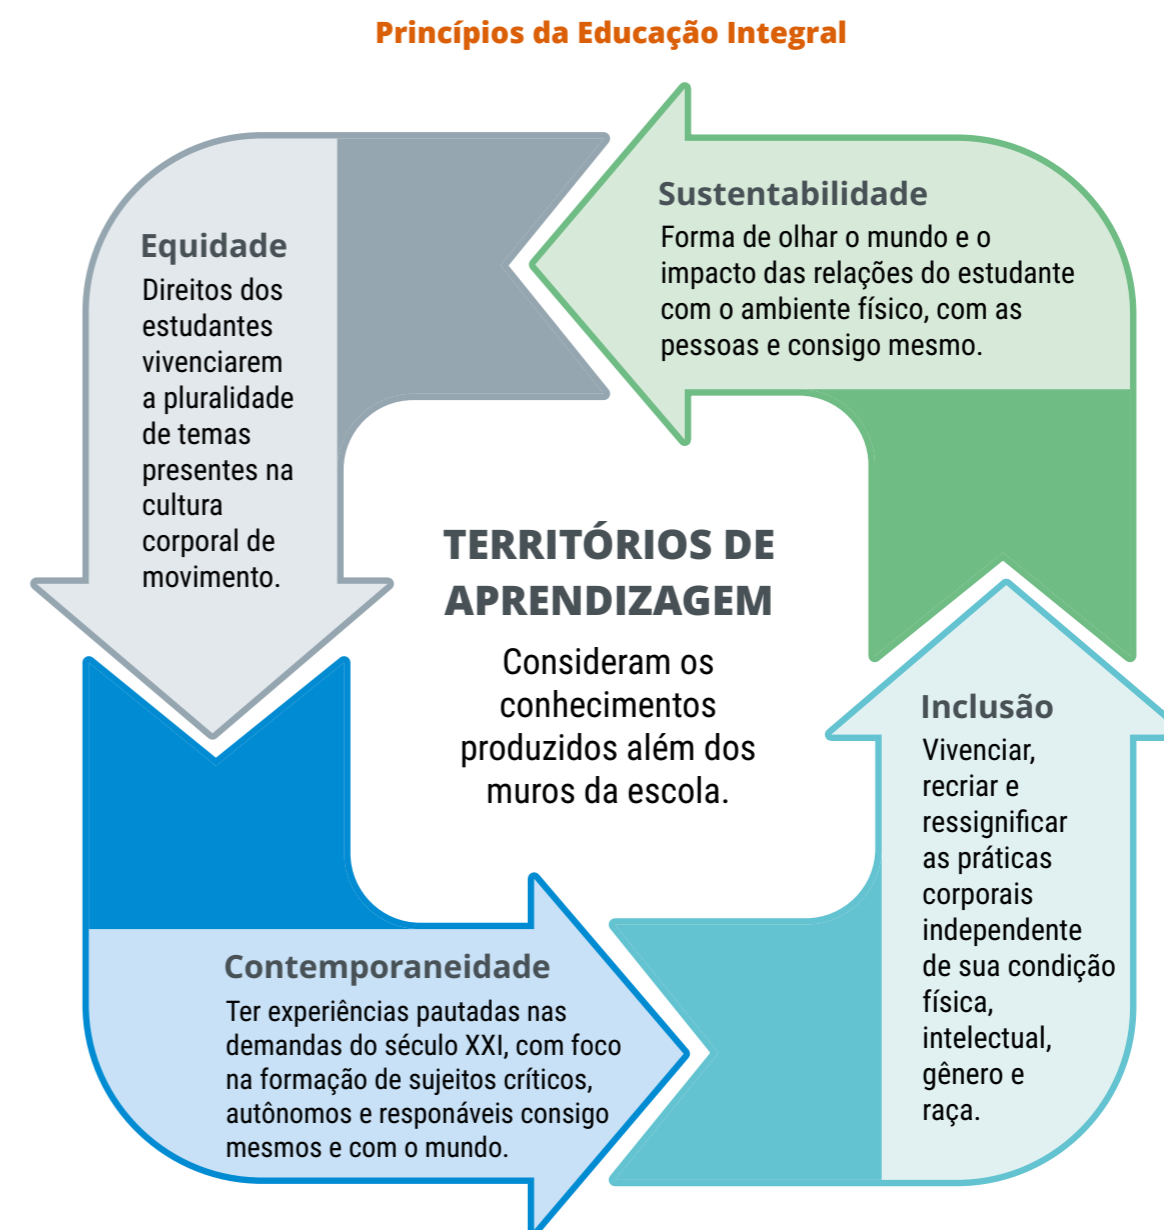 Princípios da Educação Integral
Equidade
Direitos dos
estudantes
vivenciarem
a pluralidade
de temas
presentes na
cultura
corporal de
movimento.
Sustentabilidade
Forma de olhar o mundo e o
impacto das relações do estudante
com o ambiente físico, com as
pessoas e consigo mesmo.
TERRITÓRIOS DE
APRENDIZAGEM
Consideram os
conhecimentos
produzidos além dos
muros da escola.
Contemporaneidade
Ter experiências pautadas nas
demandas do século XXI, com foco
na formação de sujeitos críticos,
autônomos e responáveis consigo
mesmos e com o mundo.
Inclusão
Vivenciar,
recriar e
ressignificar
as práticas
corporais
independente
de sua condição
física,
intelectual,
gênero e
raça.